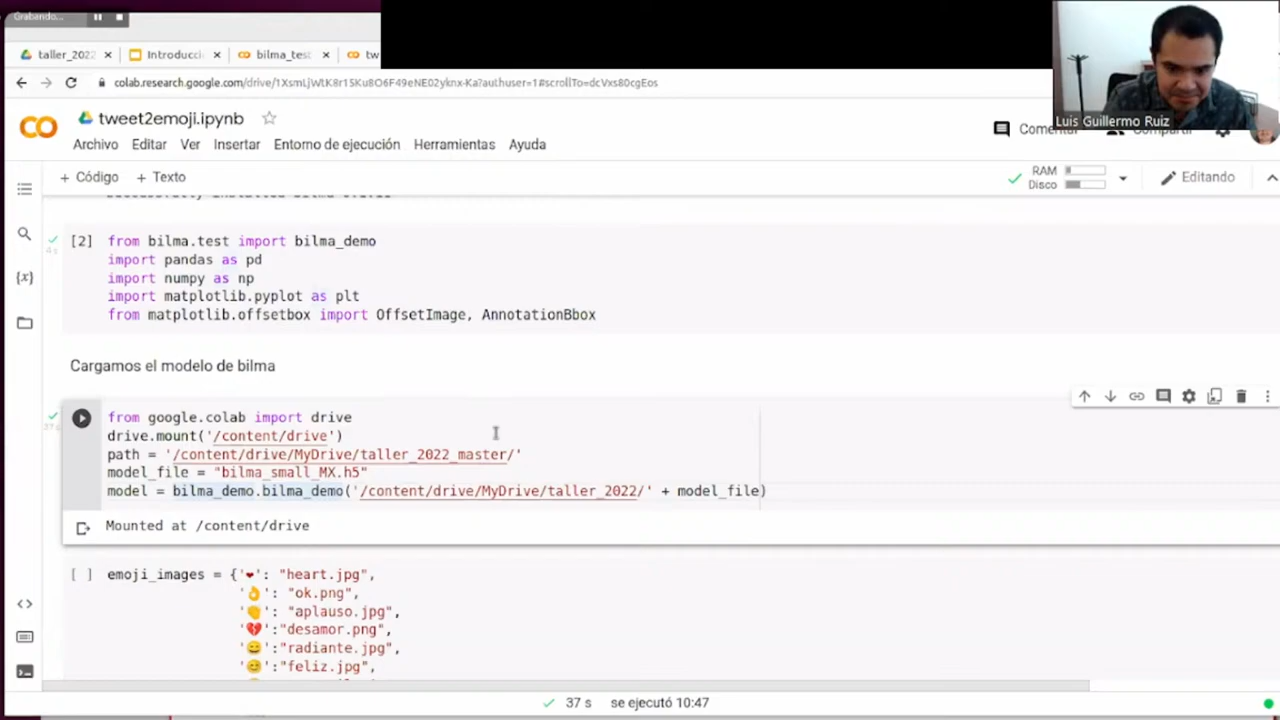 Grabando...
taller_2022
Introducci
bilma_test
tw
colab.research.google.com/drive/1XsmLjWtK8r15Ku8O6F49eNE02yknx-Ka?authuser=1#scrollTo=dcVxs80cgEos
Luis Guillermo Ruiz
tweet2emoji.ipynb
Archivo Editar Ver Insertar Entorno de ejecución Herramientas Ayuda
+ Código + Texto
RAM
Disco
Editando
[2] from bilma.test import bilma_demo
4 s
import pandas as pd
import numpy as np
import matplotlib.pyplot as plt
from matplotlib.offsetbox import OffsetImage, AnnotationBbox
Cargamos el modelo de bilma
from google.colab import drive
drive.mount('/content/drive')
path = '/content/drive/MyDrive/taller_2022_master/'
model_file = "bilma_small_MX.h5"
model = bilma_demo.bilma_demo('/content/drive/MyDrive/taller_2022/' + model_file)
Mounted at /content/drive
[ ] emoji_images = {'❤': "heart.jpg",
'👌': "ok.png",
'👏': "aplauso.jpg",
'💔':"desamor.png",
'😄':"radiante.jpg",
'😊':"feliz.jpg",
37 s se ejecutó 10:47